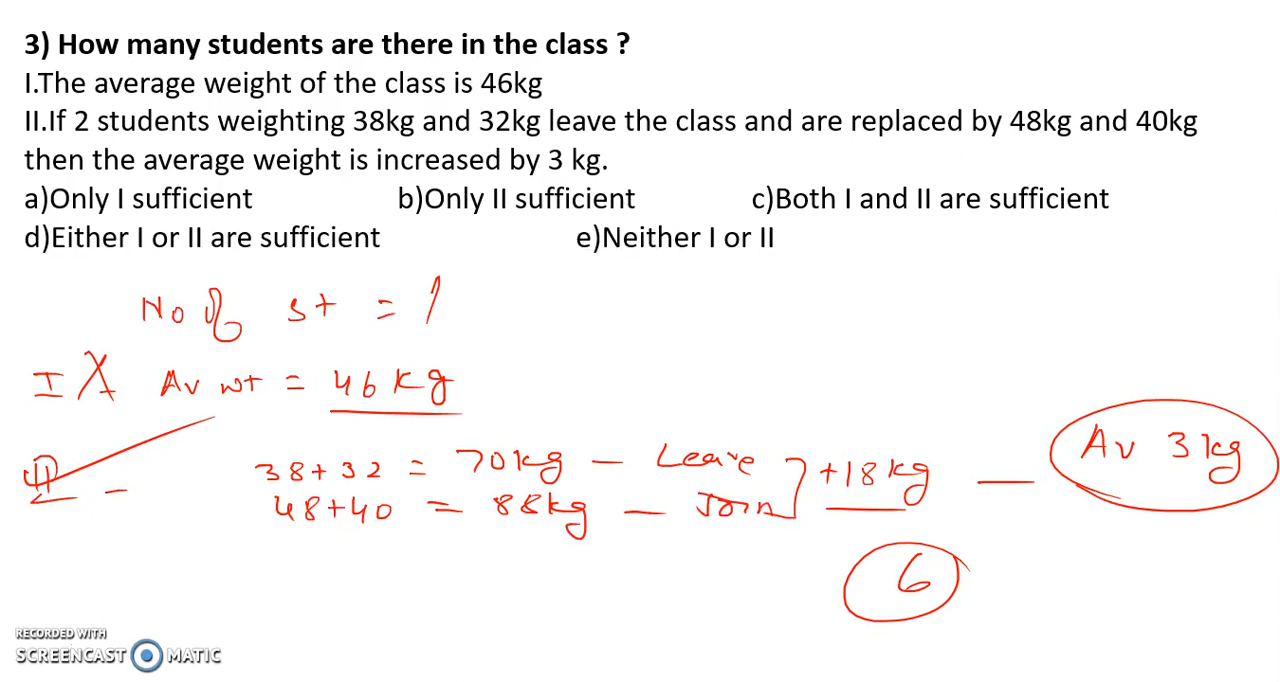 3) How many students are there in the class ?
I.The average weight of the class is 46kg
II.If 2 students weighting 38kg and 32kg leave the class and are replaced by 48kg and 40kg
then the average weight is increased by 3 kg.
a)Only I sufficient b)Only II sufficient c)Both I and II are sufficient
d)Either I or II are sufficient e)Neither I or II
No of st =
I X Av wt = 46 kg
II - 38+32 = 70kg - Leave +18kg - Av 3kg
48+40 = 88kg - Join
6
RECORDED WITH
SCREENCAST MATIC